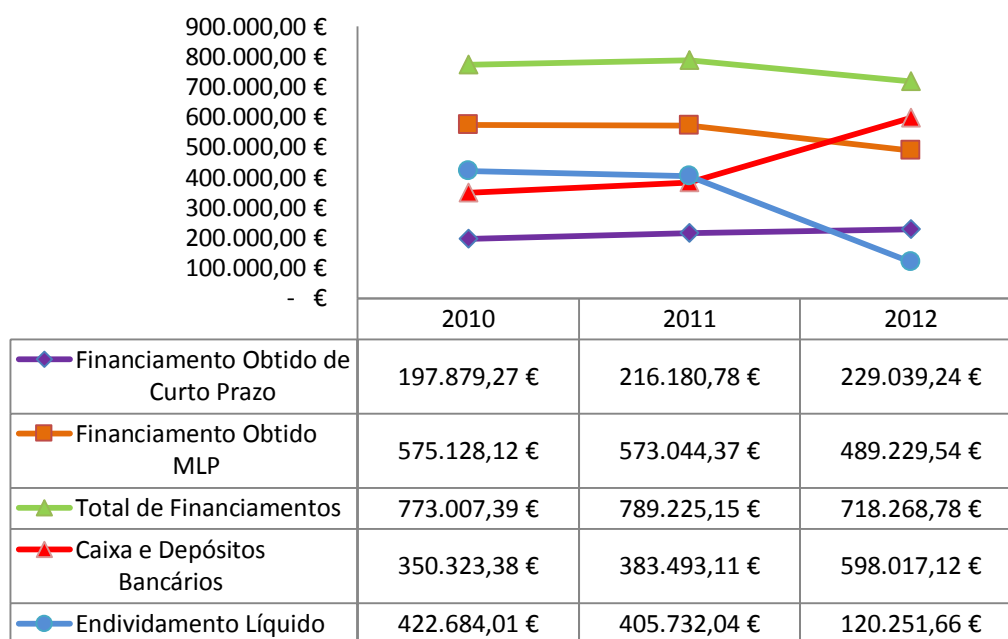 900.000,00 €
800.000,00 €
700.000,00 €
600.000,00 €
500.000,00 €
400.000,00 €
300.000,00 €
200.000,00 €
100.000,00 €
- €
2010 2011 2012
Financiamento Obtido de
Curto Prazo
197.879,27 € 216.180,78 € 229.039,24 €
Financiamento Obtido
MLP
575.128,12 € 573.044,37 € 489.229,54 €
Total de Financiamentos 773.007,39 € 789.225,15 € 718.268,78 €
Caixa e Depósitos
Bancários
350.323,38 € 383.493,11 € 598.017,12 €
Endividamento Líquido 422.684,01 € 405.732,04 € 120.251,66 €